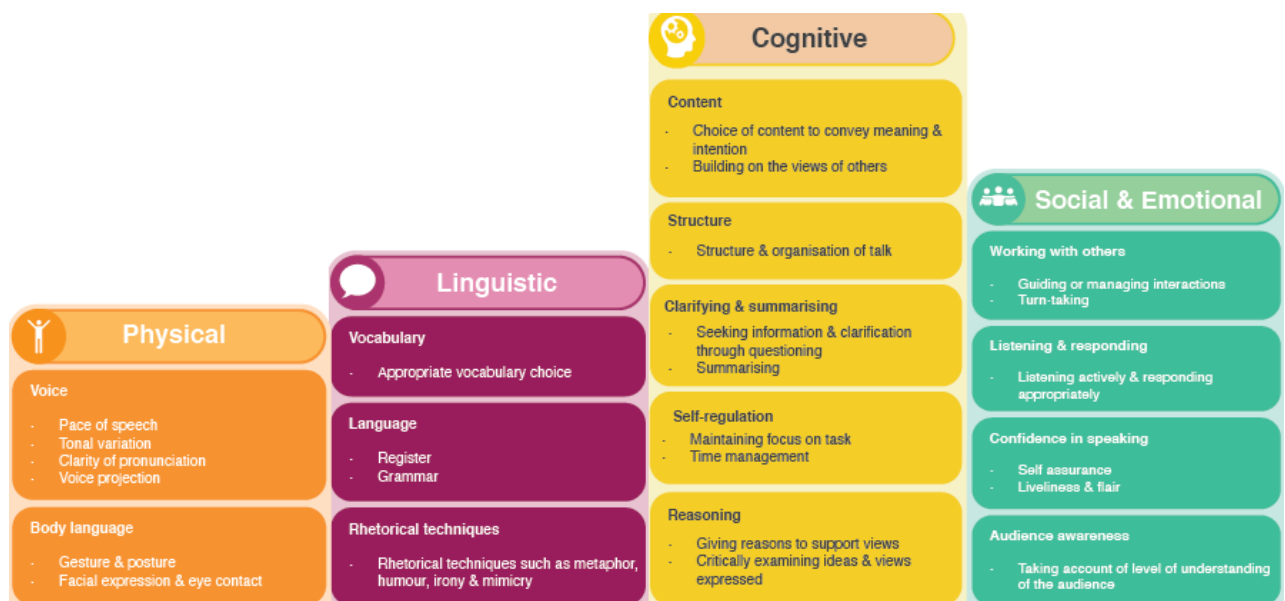 Physical
Voice
- Pace of speech
- Tonal variation
- Clarity of pronunciation
- Voice projection
Body language
- Gesture & posture
- Facial expression & eye contact
Linguistic
Vocabulary
- Appropriate vocabulary choice
Language
- Register
- Grammar
Rhetorical techniques
- Rhetorical techniques such as metaphor,
humour, irony & mimicry
Cognitive
Content
- Choice of content to convey meaning &
intention
- Building on the views of others
Structure
- Structure & organisation of talk
Clarifying & summarising
- Seeking information & clarification
through questioning
- Summarising
Self-regulation
- Maintaining focus on task
- Time management
Reasoning
- Giving reasons to support views
- Critically examining ideas & views
expressed
Social & Emotional
Working with others
- Guiding or managing interactions
- Turn-taking
Listening & responding
- Listening actively & responding
appropriately
Confidence in speaking
- Self assurance
- Liveliness & flair
Audience awareness
- Taking account of level of understanding
of the audience